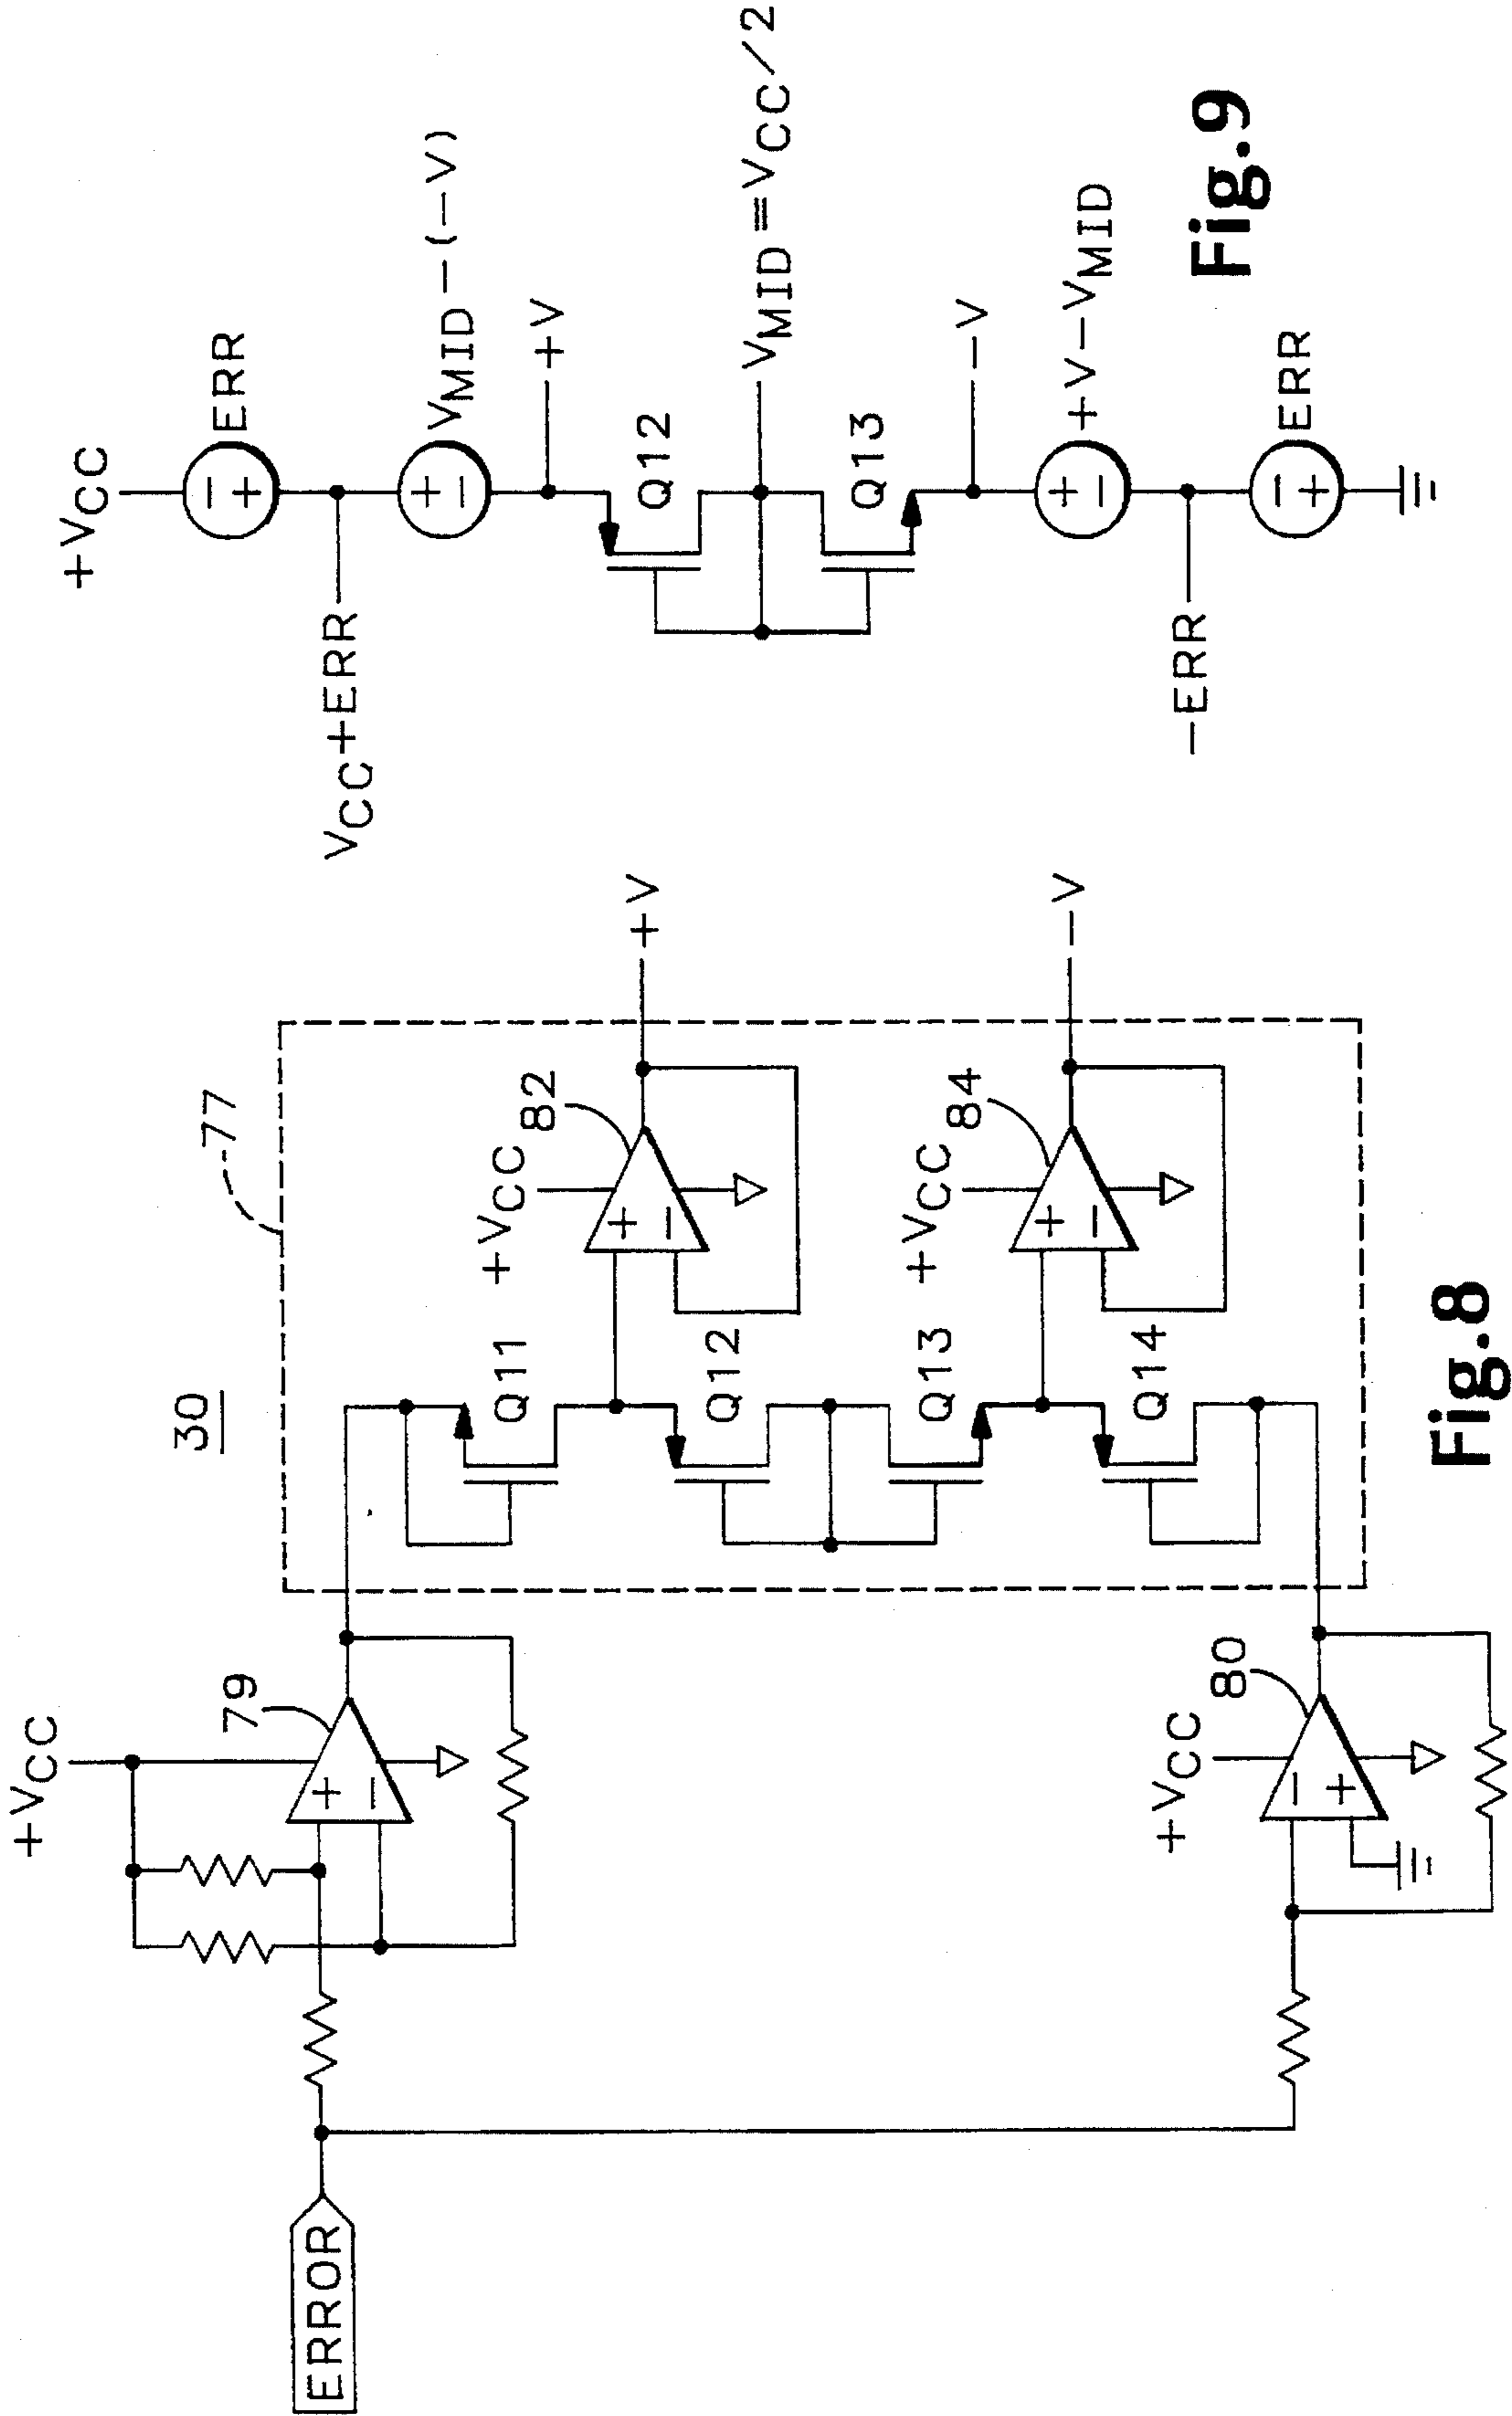 30
77
+VCC
79
+
−
ERROR
Q11
Q12
Q13
Q14
+VCC
82
+
−
+V
+VCC
84
+
−
−V
+VCC
80
−
+
Fig.8
+VCC
−
+
ERR
VCC+ERR
+
−
VMID−(−V)
+V
Q12
VMID=VCC/2
Q13
−V
+
−
+V−VMID
−ERR
−
+
ERR
Fig.9